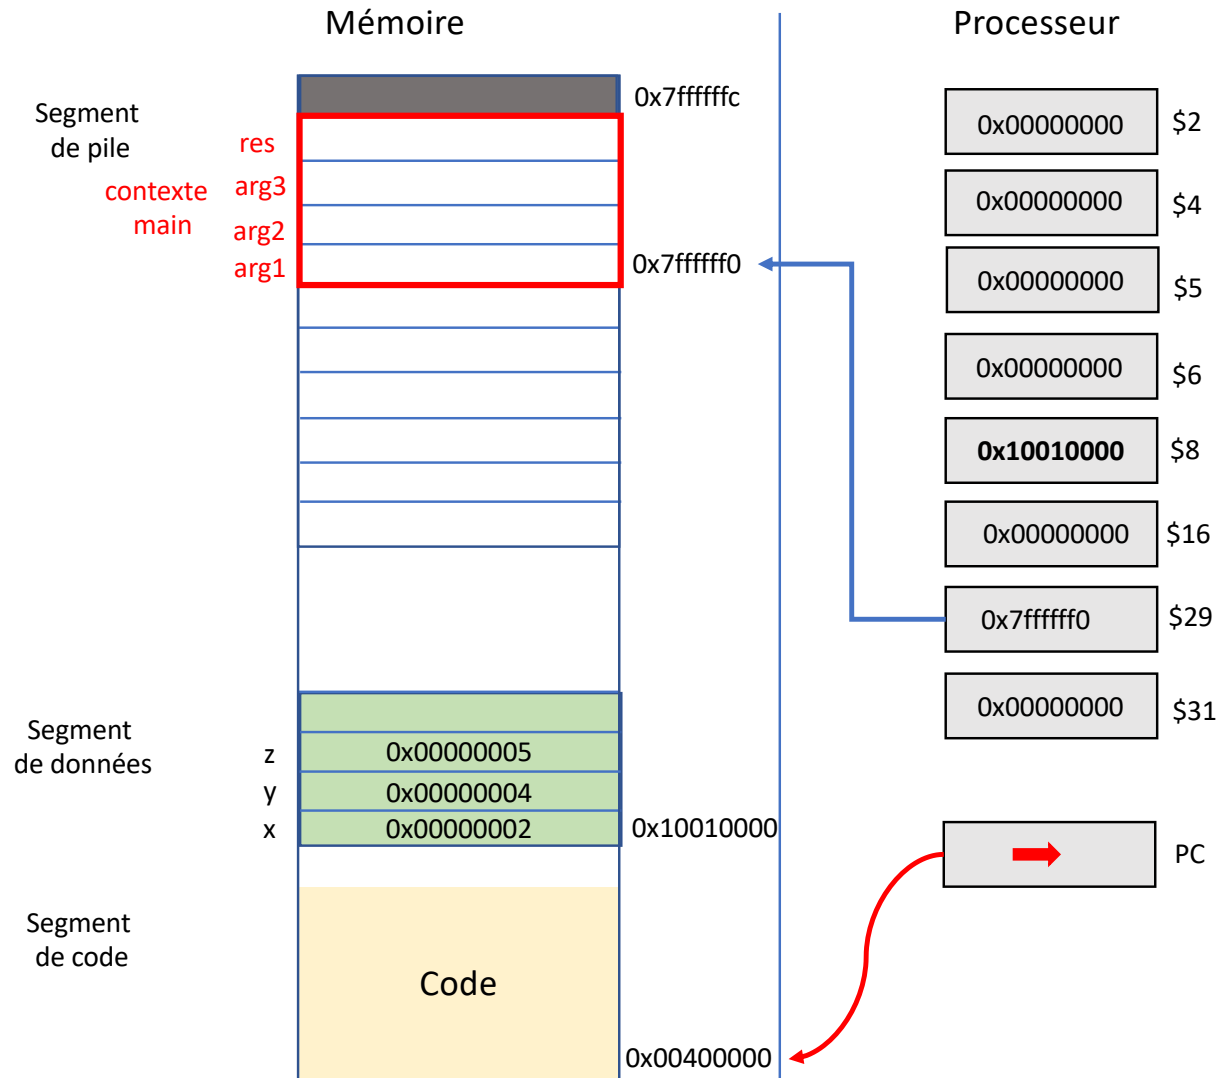 Mémoire
Processeur
0x7ffffffc
Segment
de pile
res
contexte
main
arg3
arg2
arg1
0x7ffffff0
0x00000000 $2
0x00000000 $4
0x00000000 $5
0x00000000 $6
0x10010000 $8
0x00000000 $16
0x7ffffff0 $29
0x00000000 $31
Segment
de données
z 0x00000005
y 0x00000004
x 0x00000002 0x10010000
PC
Segment
de code
Code
0x00400000